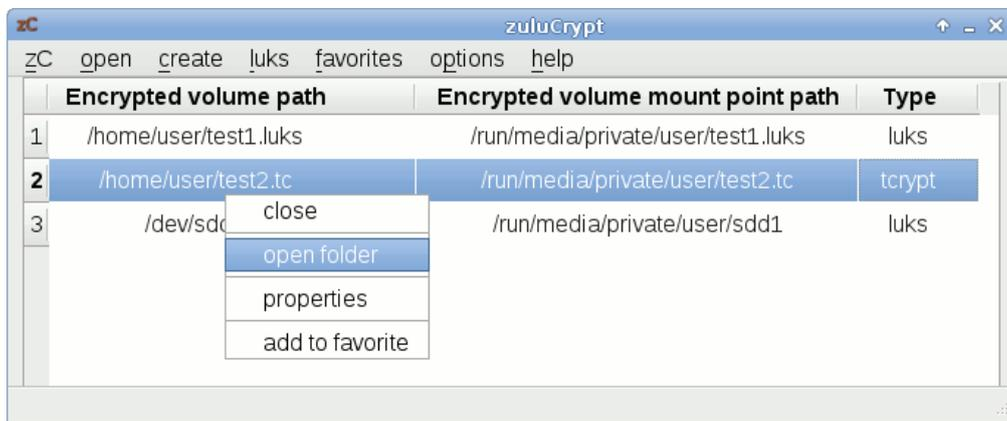 zC zuluCrypt
zC open create luks favorites options help
Encrypted volume path Encrypted volume mount point path Type
1 /home/user/test1.luks /run/media/private/user/test1.luks luks
2 /home/user/test2.tc /run/media/private/user/test2.tc tcrypt
close
3 /dev/sdd /run/media/private/user/sdd1 luks
open folder
properties
add to favorite